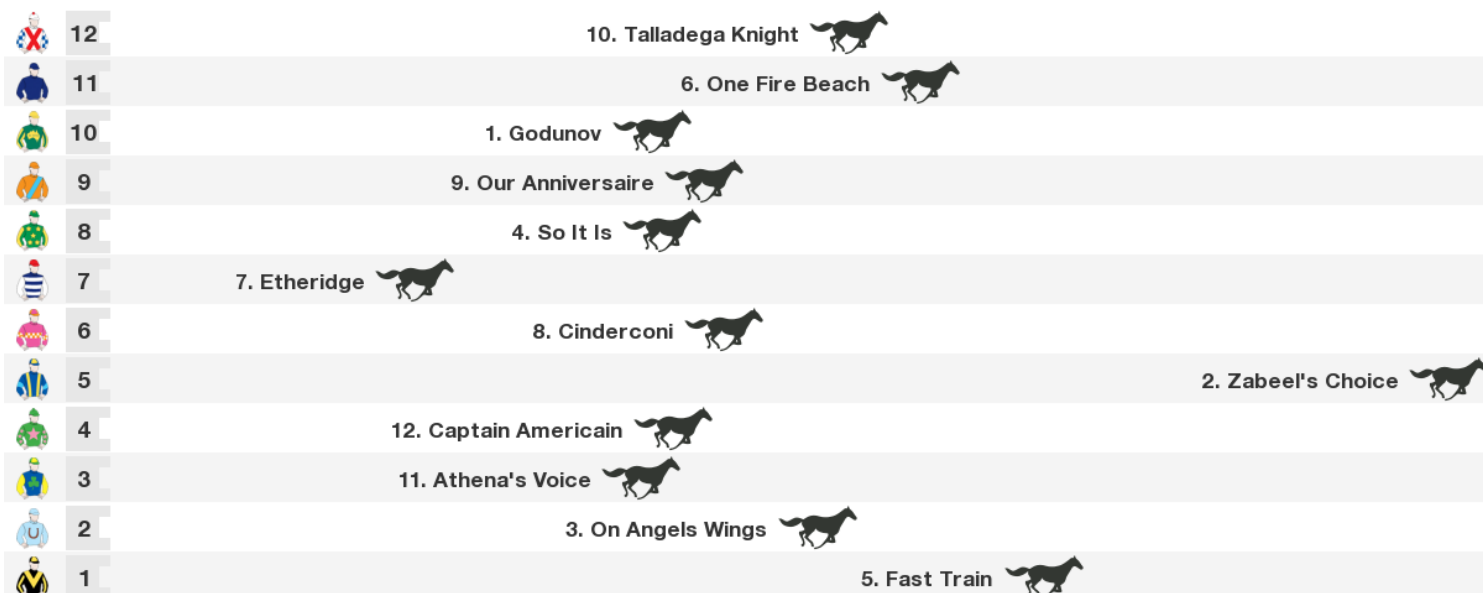 12 10. Talladega Knight
11 6. One Fire Beach
10 1. Godunov
9 9. Our Anniversaire
8 4. So It Is
7 7. Etheridge
6 8. Cinderconi
5 2. Zabeel's Choice
4 12. Captain Americain
3 11. Athena's Voice
2 3. On Angels Wings
1 5. Fast Train